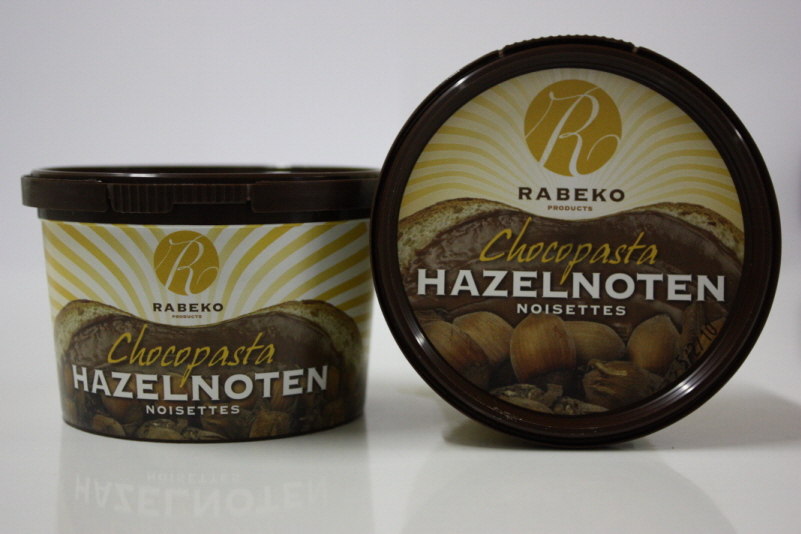 R
RABEKO
PRODUCTS
Chocopasta
HAZELNOTEN
NOISETTES
R
RABEKO
PRODUCTS
Chocopasta
HAZELNOTEN
NOISETTES